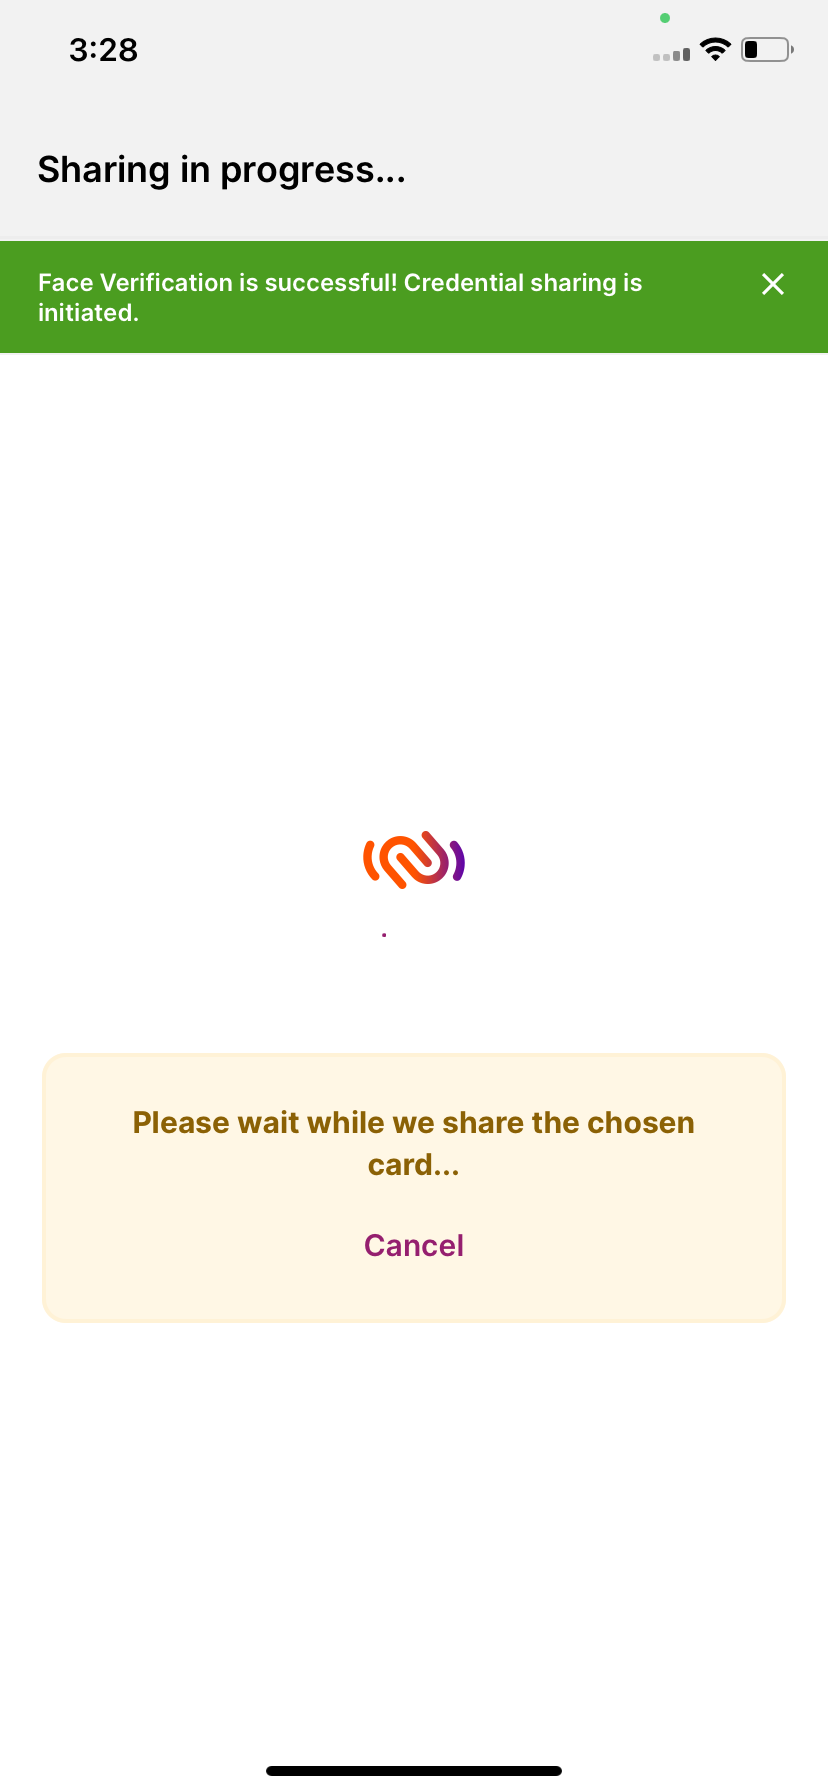 3:28
Sharing in progress...
Face Verification is successful! Credential sharing is
initiated.
Please wait while we share the chosen
card...
Cancel